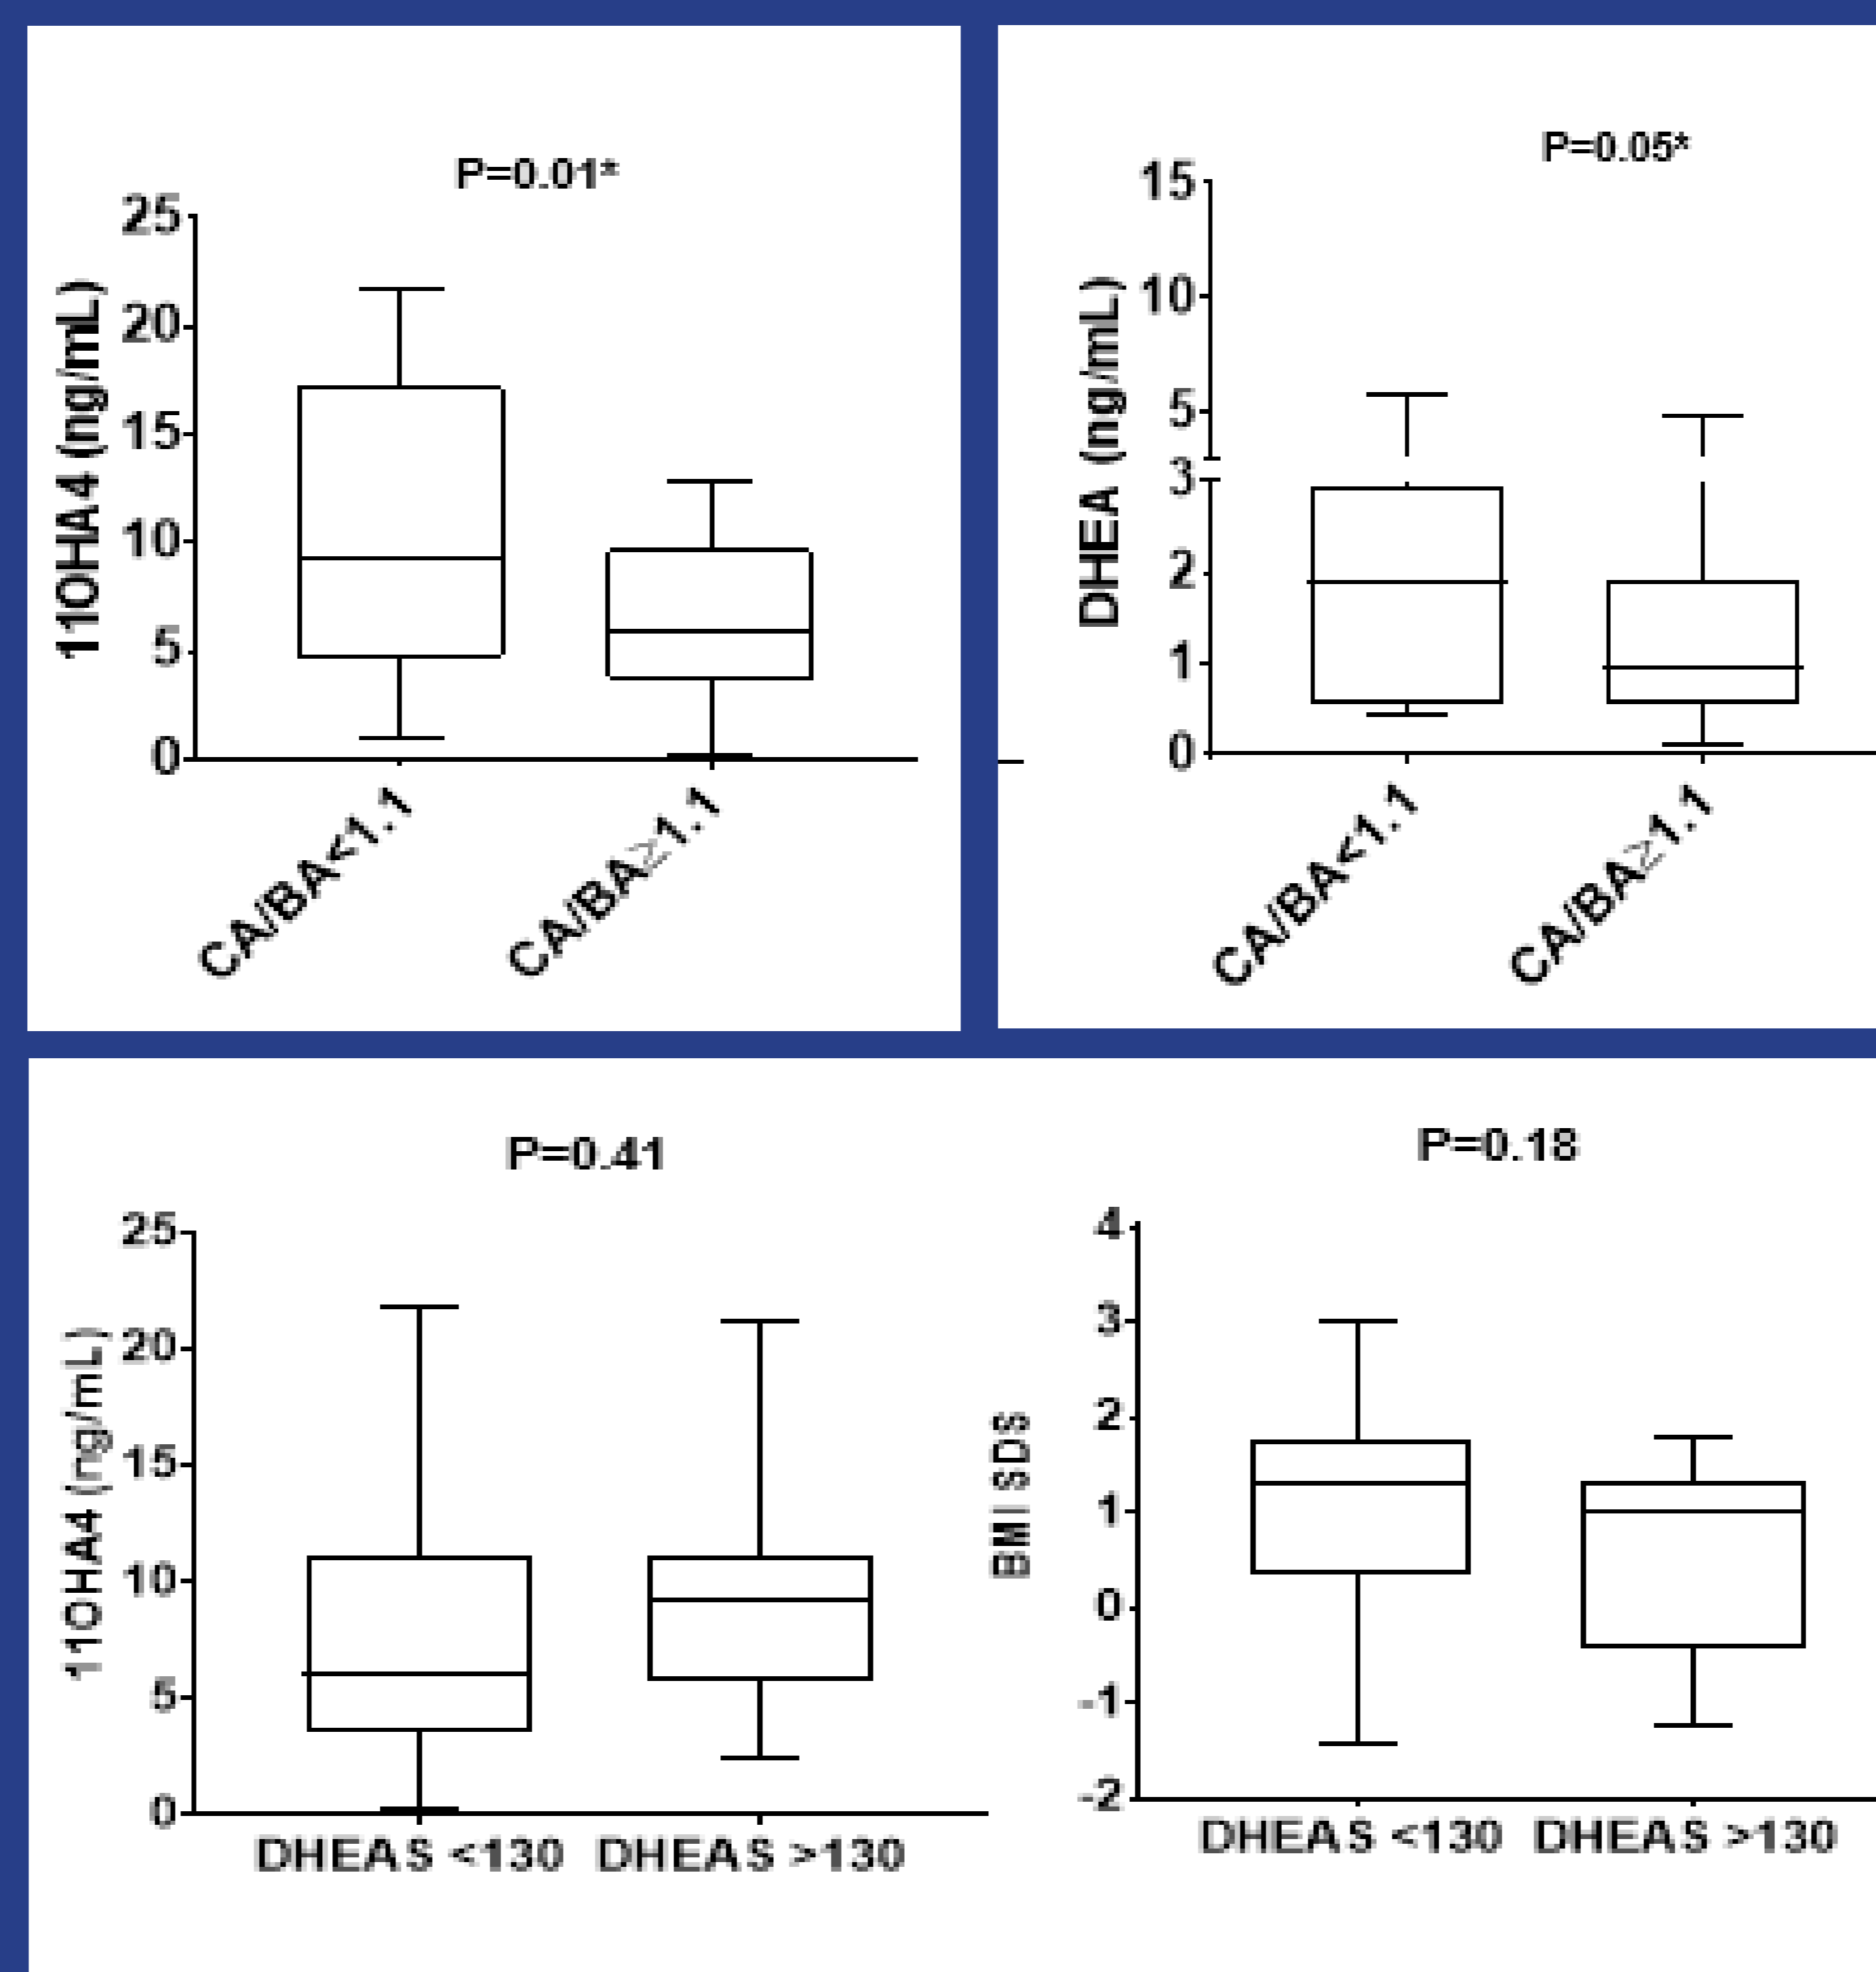 P=0.01*
25
20
15
10
5
0
11OHA4 (ng/mL)
CA/BA<1.1
CA/BA≥1.1
P=0.05*
15
10
5
3
3
2
1
0
DHEA (ng/mL)
CA/BA<1.1
CA/BA≥1.1
P=0.41
25
20
15
10
5
0
11OHA4 (ng/mL)
DHEAS <130
DHEAS >130
P=0.18
4
3
2
1
0
-1
-2
BMI SDS
DHEAS <130
DHEAS >130